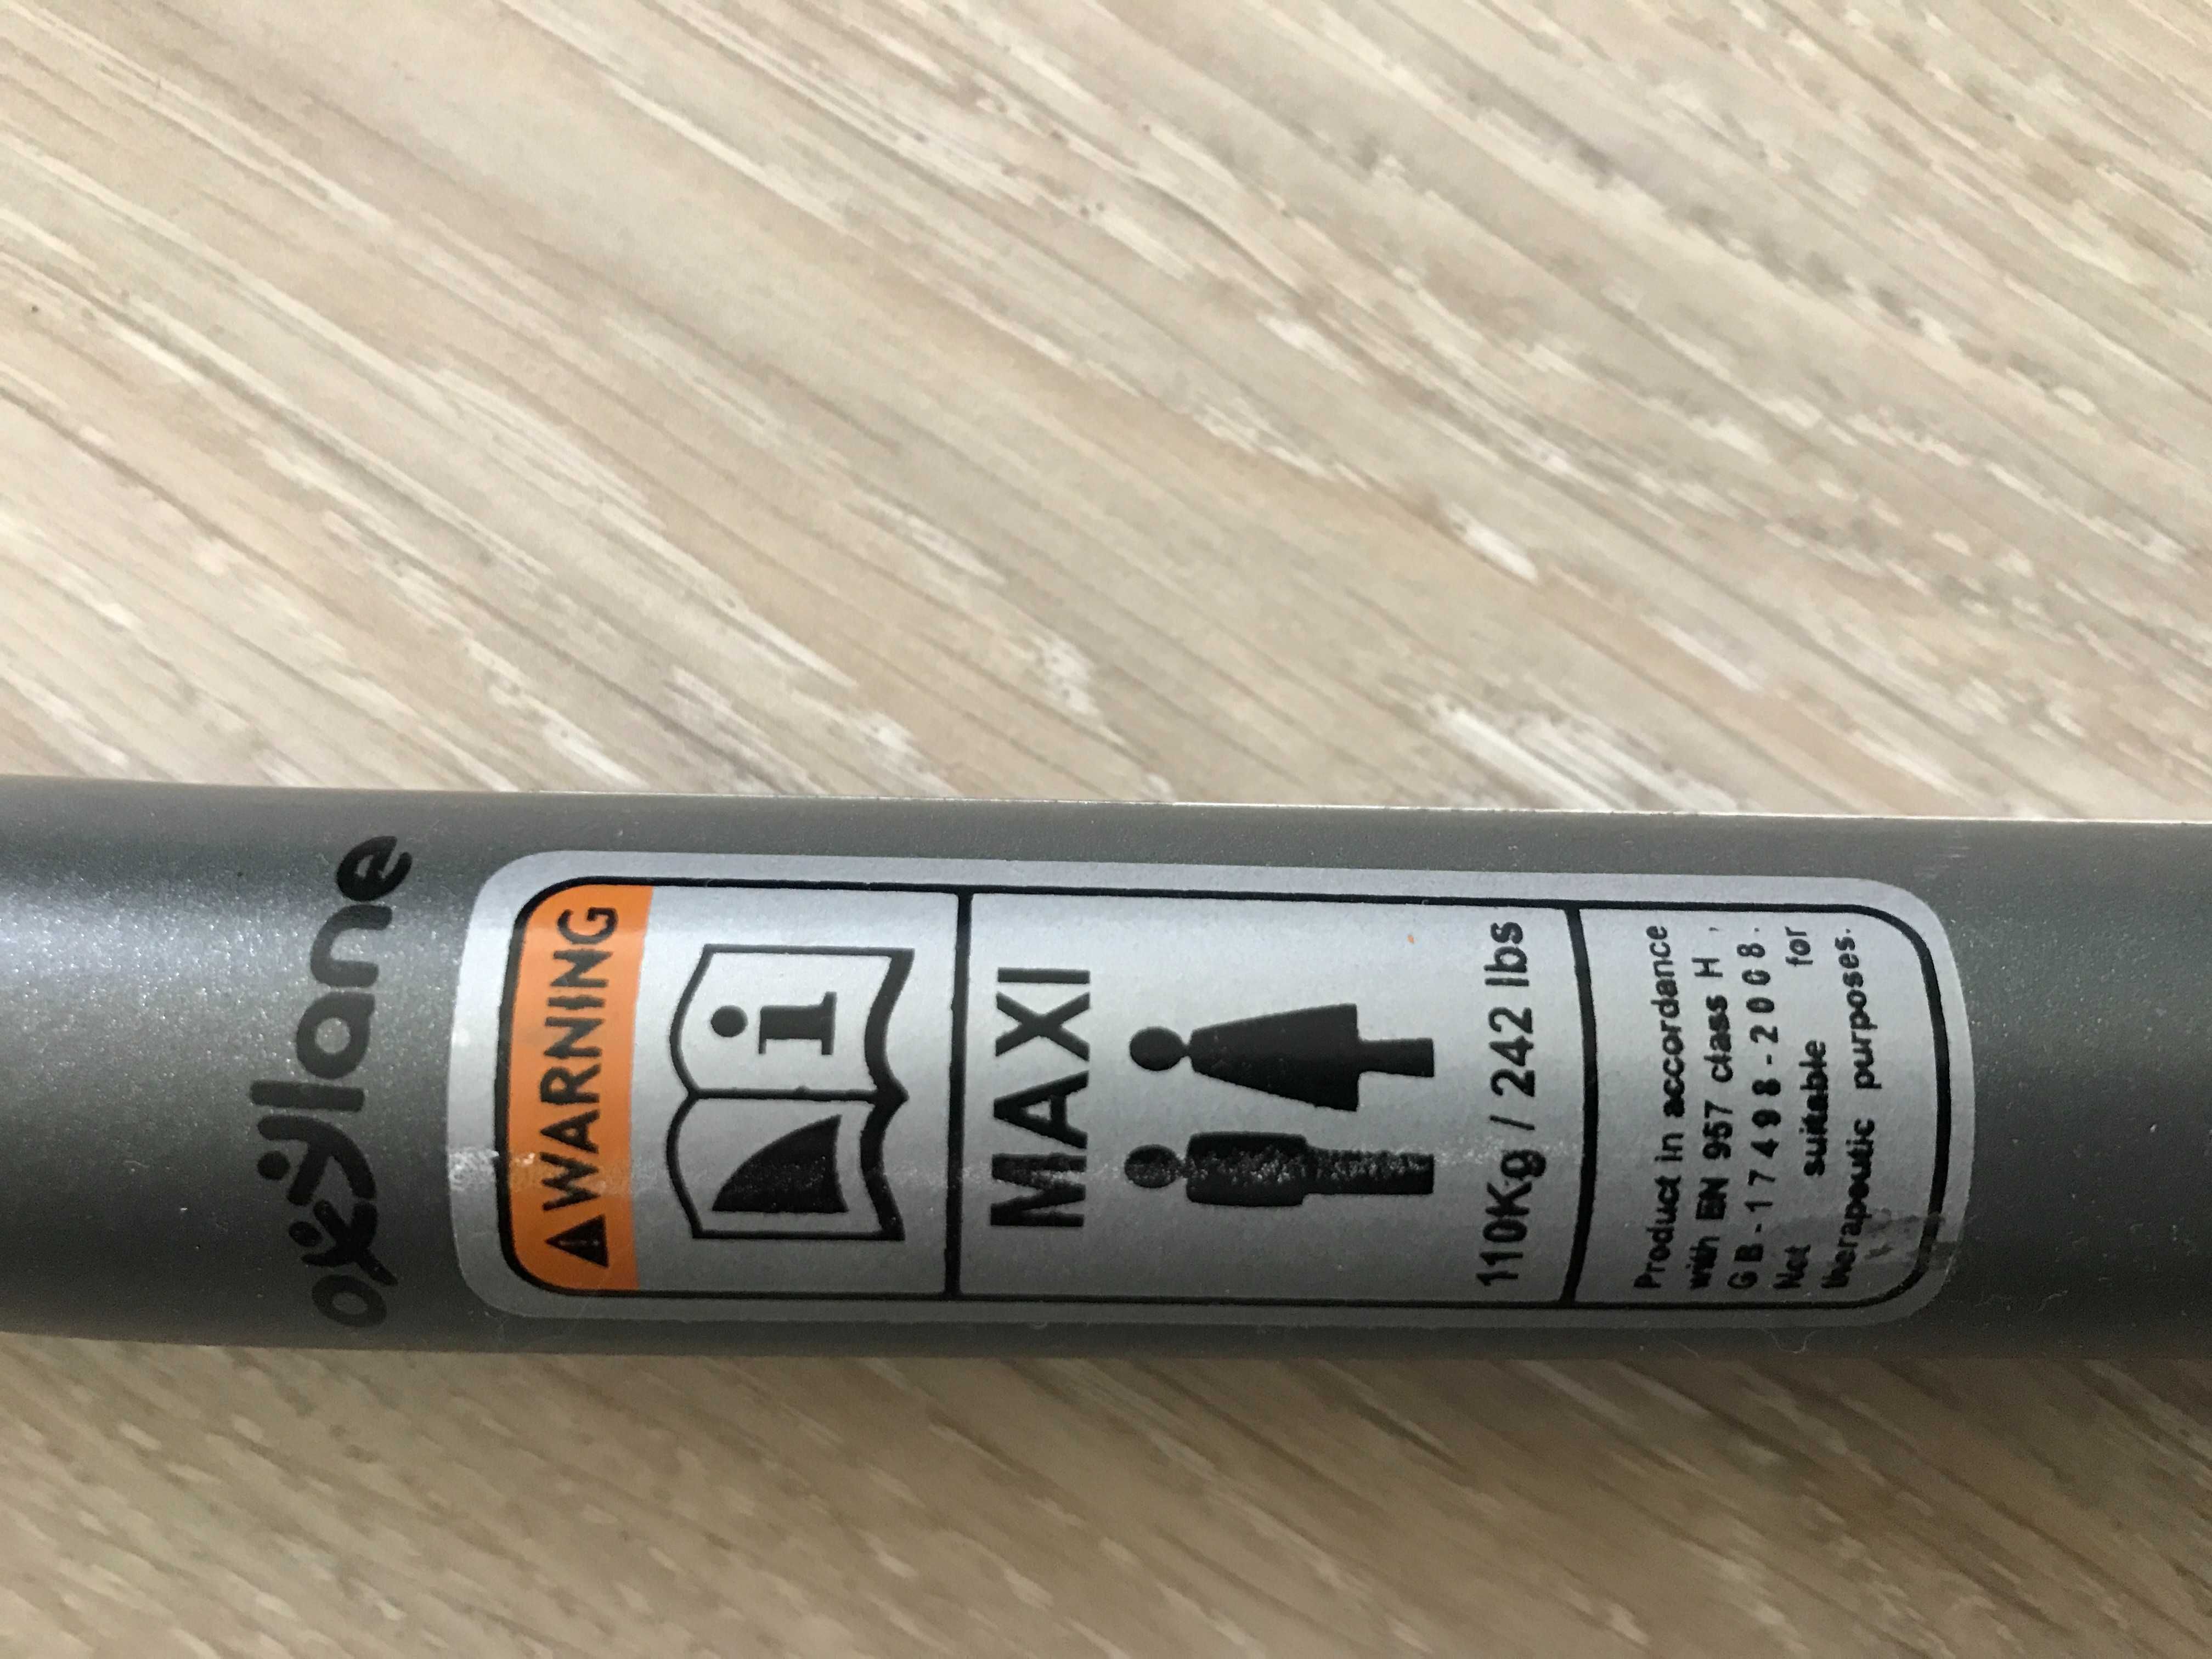 oxylane
WARNING
i
MAXI
110Kg / 242 lbs
Product in accordance
with EN 957 class H ,
GB-17498-2008.
Not suitable for
therapeutic purposes.